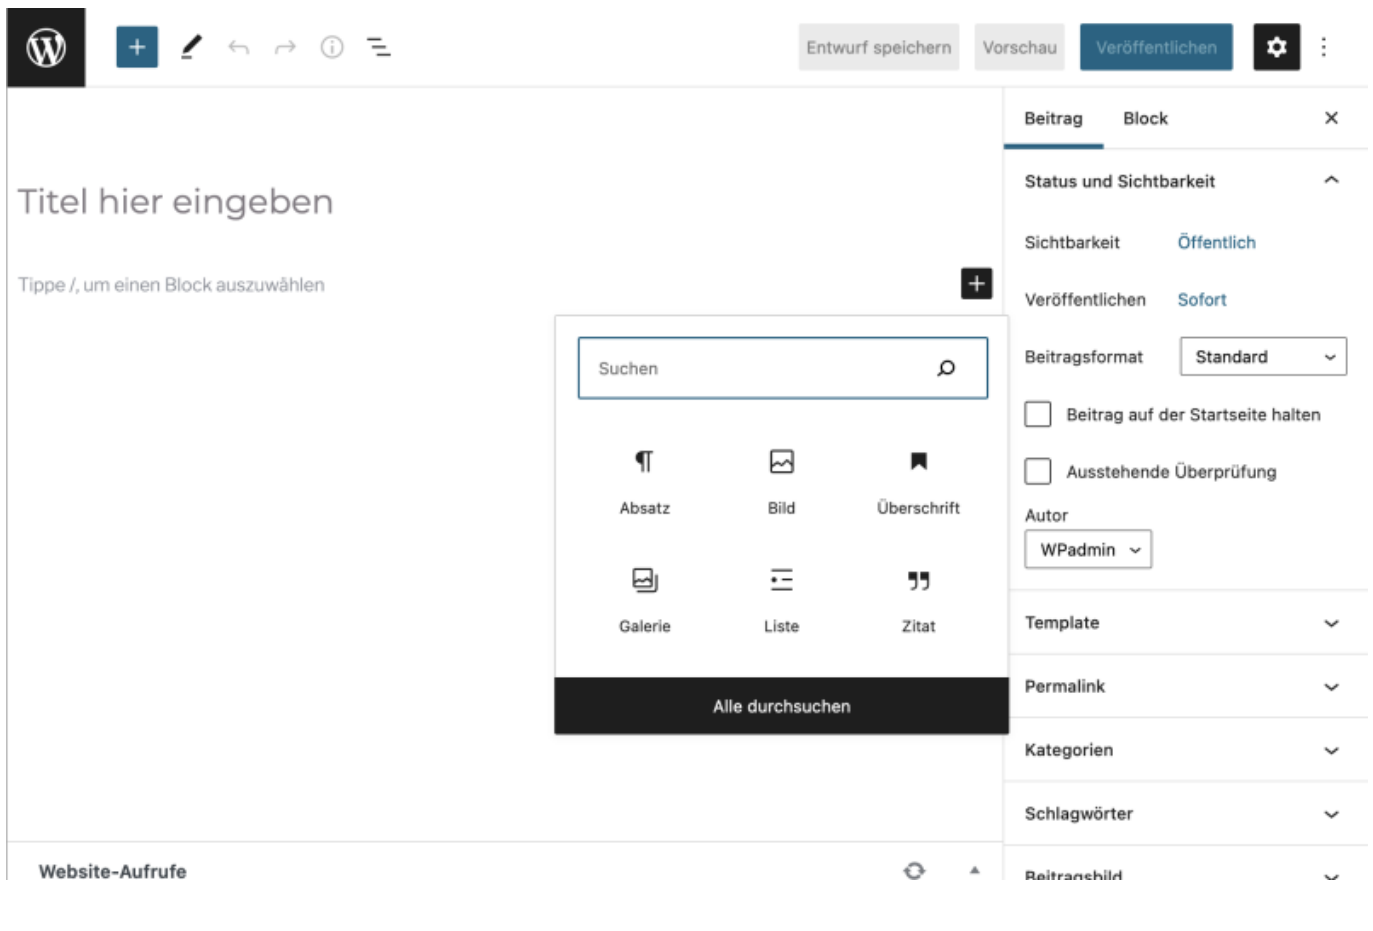 Entwurf speichern Vorschau Veröffentlichen
Beitrag Block
Titel hier eingeben
Tippe /, um einen Block auszuwählen
Suchen
Absatz Bild Überschrift
Galerie Liste Zitat
Alle durchsuchen
Status und Sichtbarkeit
Sichtbarkeit Öffentlich
Veröffentlichen Sofort
Beitragsformat Standard
Beitrag auf der Startseite halten
Ausstehende Überprüfung
Autor
WPadmin
Template
Permalink
Kategorien
Schlagwörter
Beitragsbild
Website-Aufrufe